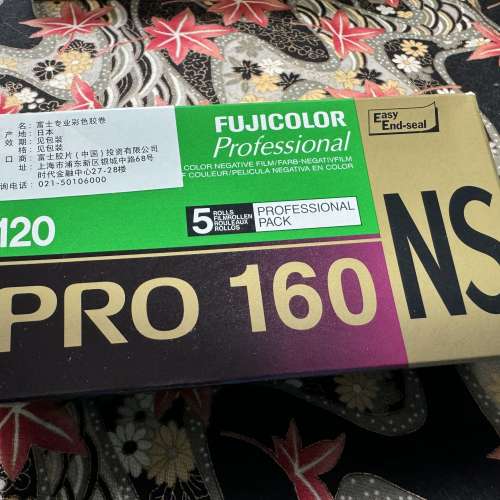 名：富士专业彩色胶卷
产 地：日本
效 期：见包装
格：见包装
口 商：富士胶片（中国）投资有限公司
址：上海市浦东新区银城中路68号
时代金融中心27-28楼
询电话：021-50106000
FUJICOLOR
Professional
COLOR NEGATIVE FILM/FARB-NEGATIVFILM
F COULEUR/PELICULA NEGATIVA EN COLOR
Easy
End-seal
120
5 ROLLS
FILMROLLEN
ROULEAUX
ROLLOS
PROFESSIONAL
PACK
PRO 160 NS